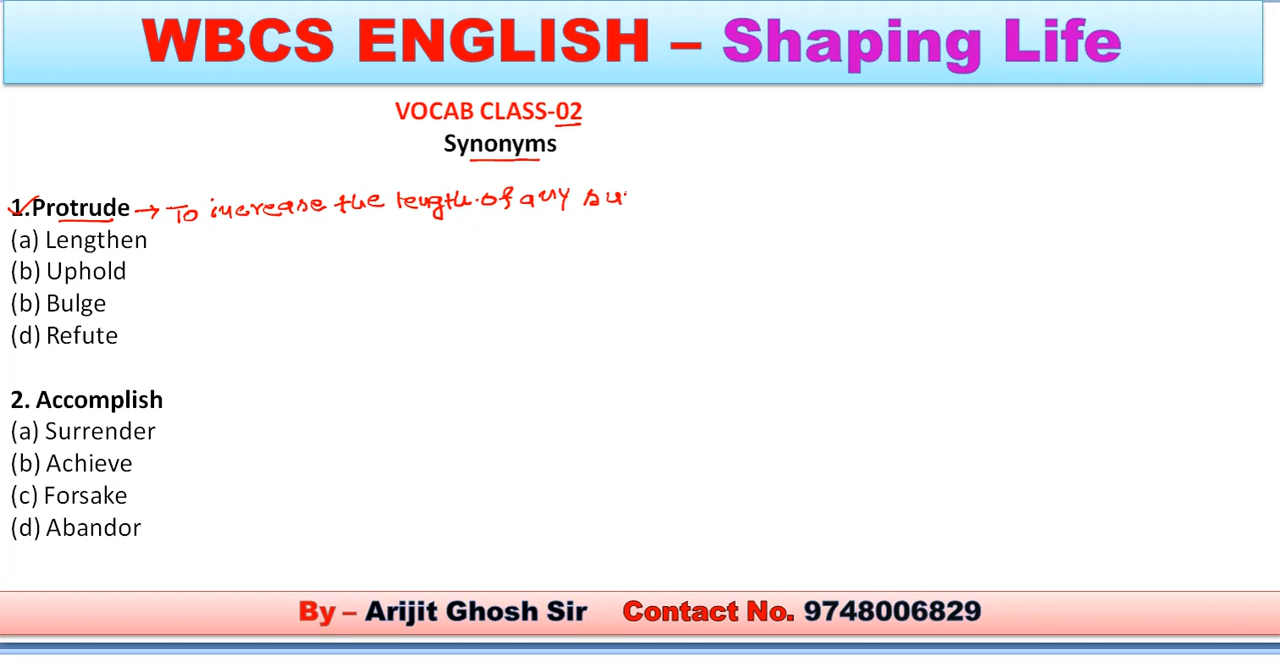 WBCS ENGLISH – Shaping Life
VOCAB CLASS-02
Synonyms
1.Protrude → To increase the length of any su
(a) Lengthen
(b) Uphold
(b) Bulge
(d) Refute
2. Accomplish
(a) Surrender
(b) Achieve
(c) Forsake
(d) Abandor
By – Arijit Ghosh Sir Contact No. 9748006829